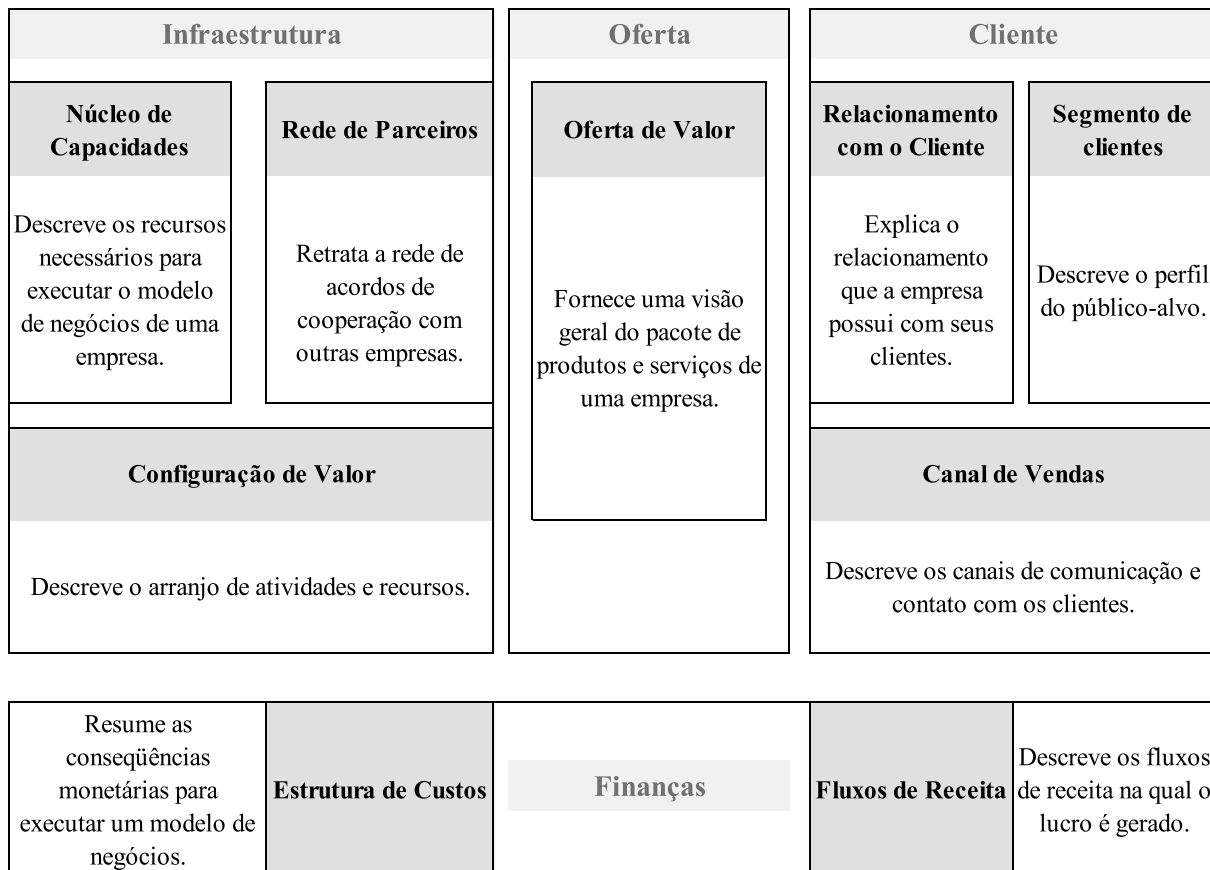 Infraestrutura
Oferta
Cliente
Núcleo de
Capacidades
Descreve os recursos
necessários para
executar o modelo
de negócios de uma
empresa.
Rede de Parceiros
Retrata a rede de
acordos de
cooperação com
outras empresas.
Oferta de Valor
Fornece uma visão
geral do pacote de
produtos e serviços de
uma empresa.
Relacionamento
com o Cliente
Explica o
relacionamento
que a empresa
possui com seus
clientes.
Segmento de
clientes
Descreve o perfil
do público-alvo.
Configuração de Valor
Descreve o arranjo de atividades e recursos.
Canal de Vendas
Descreve os canais de comunicação e
contato com os clientes.
Resume as
conseqüências
monetárias para
executar um modelo de
negócios.
Estrutura de Custos
Finanças
Fluxos de Receita
Descreve os fluxos
de receita na qual o
lucro é gerado.